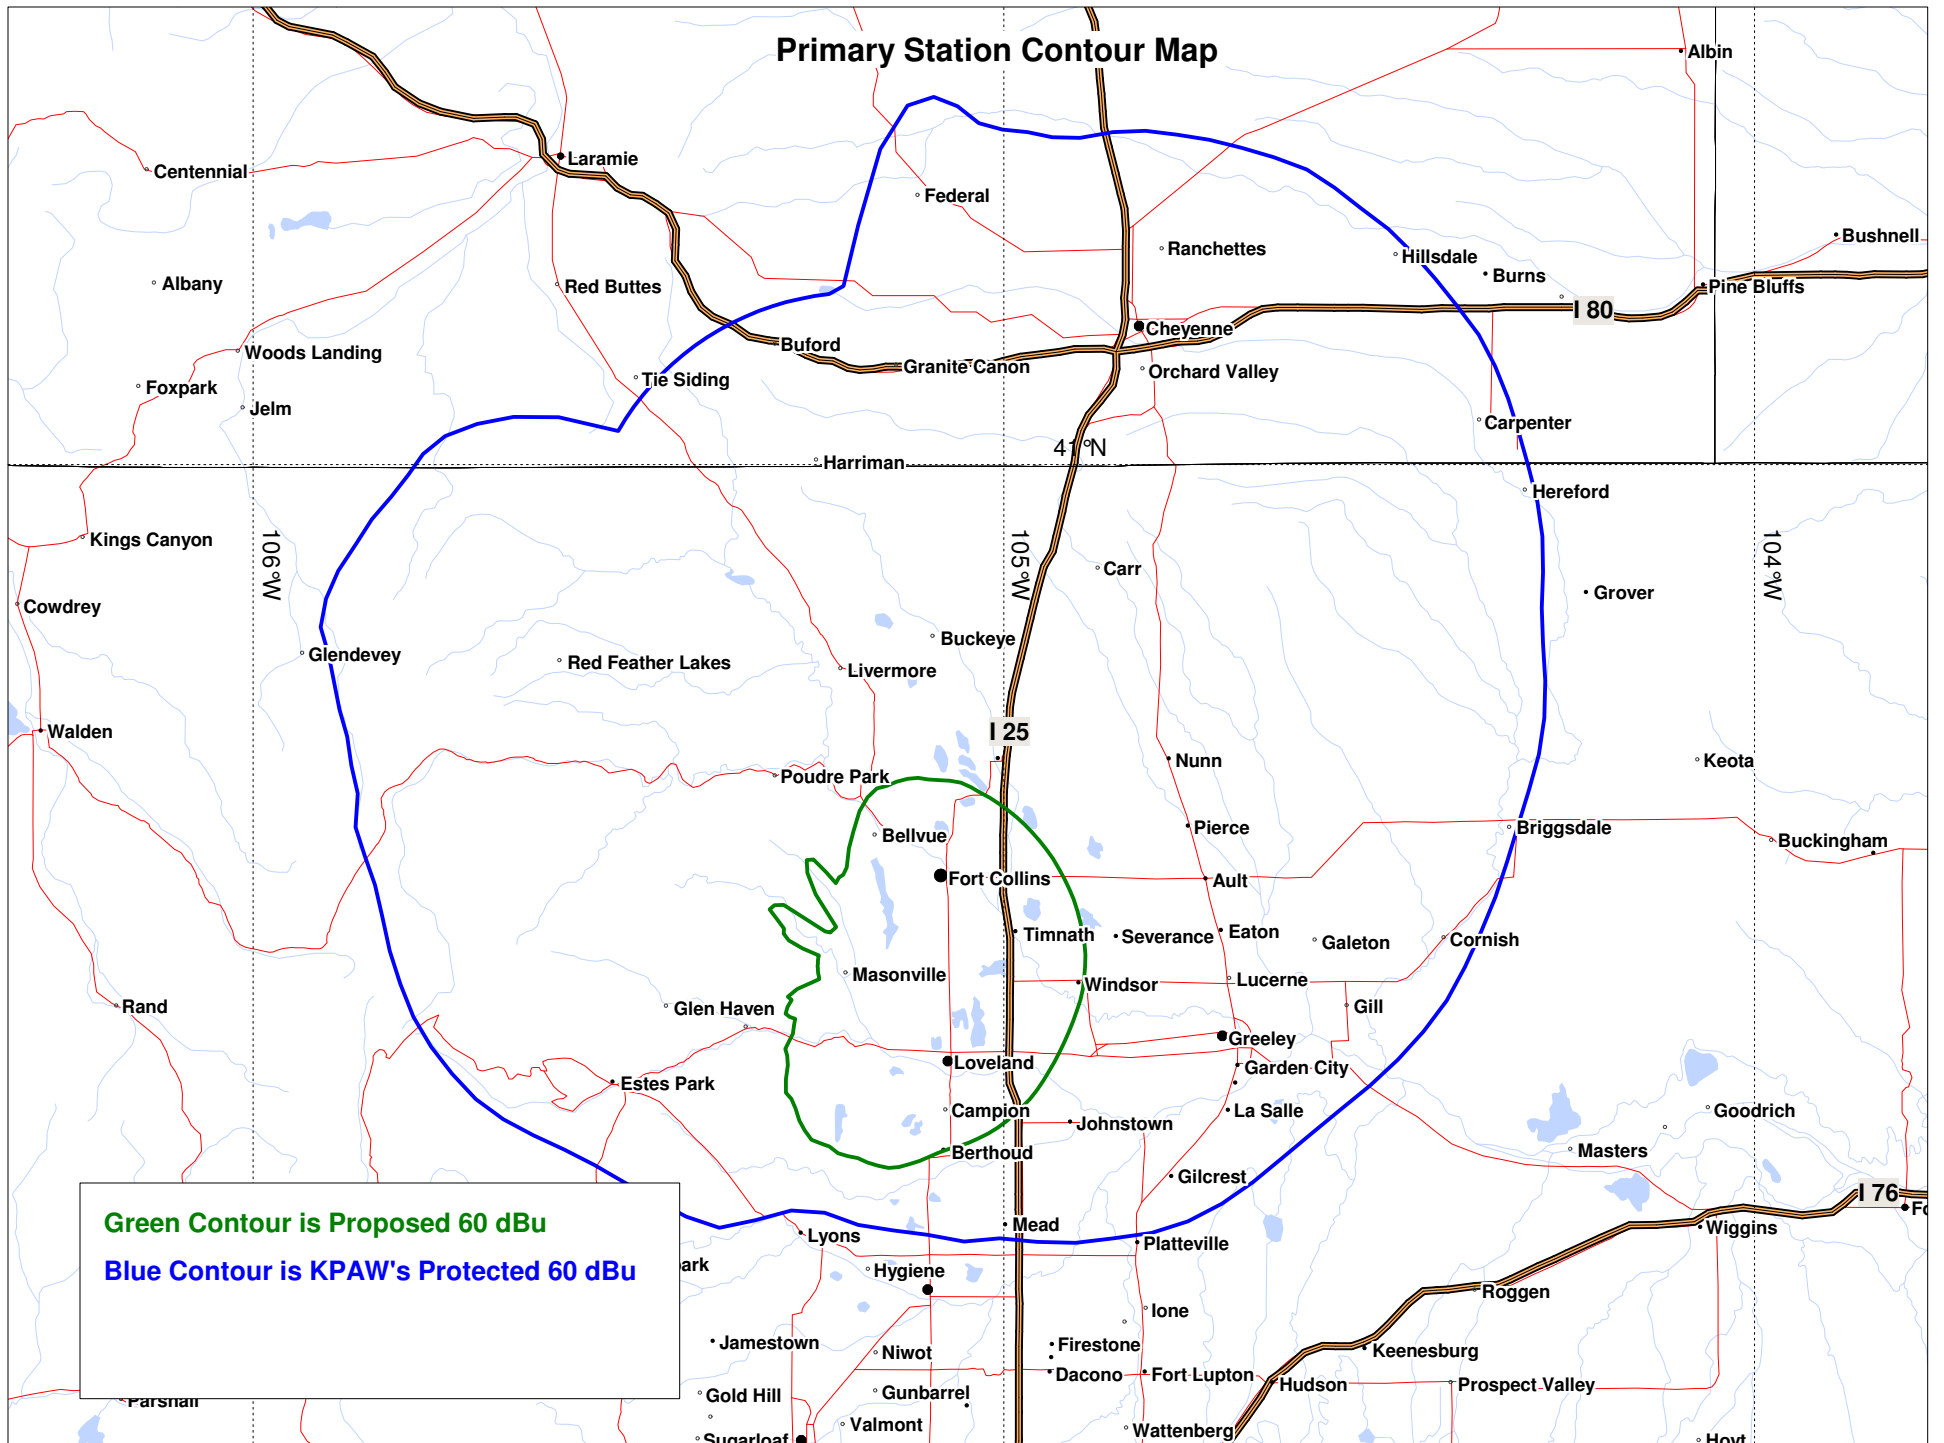 Primary Station Contour Map
Albin
Laramie
Centennial
Federal
Bushnell
Ranchettes
Hillsdale
Burns
Albany
Red Buttes
Pine Bluffs
I 80
Cheyenne
Buford
Woods Landing
Granite Canon
Orchard Valley
Tie Siding
Foxpark
Jelm
Carpenter
41°N
Harriman
Hereford
Kings Canyon
106°W
105°W
104°W
Carr
Grover
Cowdrey
Buckeye
Glendevey
Red Feather Lakes
Livermore
Walden
I 25
Nunn
Keota
Poudre Park
Pierce
Briggsdale
Bellvue
Buckingham
Fort Collins
Ault
Timnath
Severance
Eaton
Galeton
Cornish
Masonville
Windsor
Lucerne
Rand
Glen Haven
Gill
Greeley
Loveland
Garden City
Estes Park
Campion
La Salle
Goodrich
Johnstown
Berthoud
Masters
Gilcrest
I 76
Fo
Green Contour is Proposed 60 dBu
Mead
Wiggins
Lyons
Platteville
ark
Blue Contour is KPAW's Protected 60 dBu
Hygiene
Roggen
Ione
Jamestown
Firestone
Niwot
Keenesburg
Dacono
Fort Lupton
Hudson
Prospect Valley
Gold Hill
Gunbarrel
Parshall
Valmont
Wattenberg
Sugarloaf
Hoyt